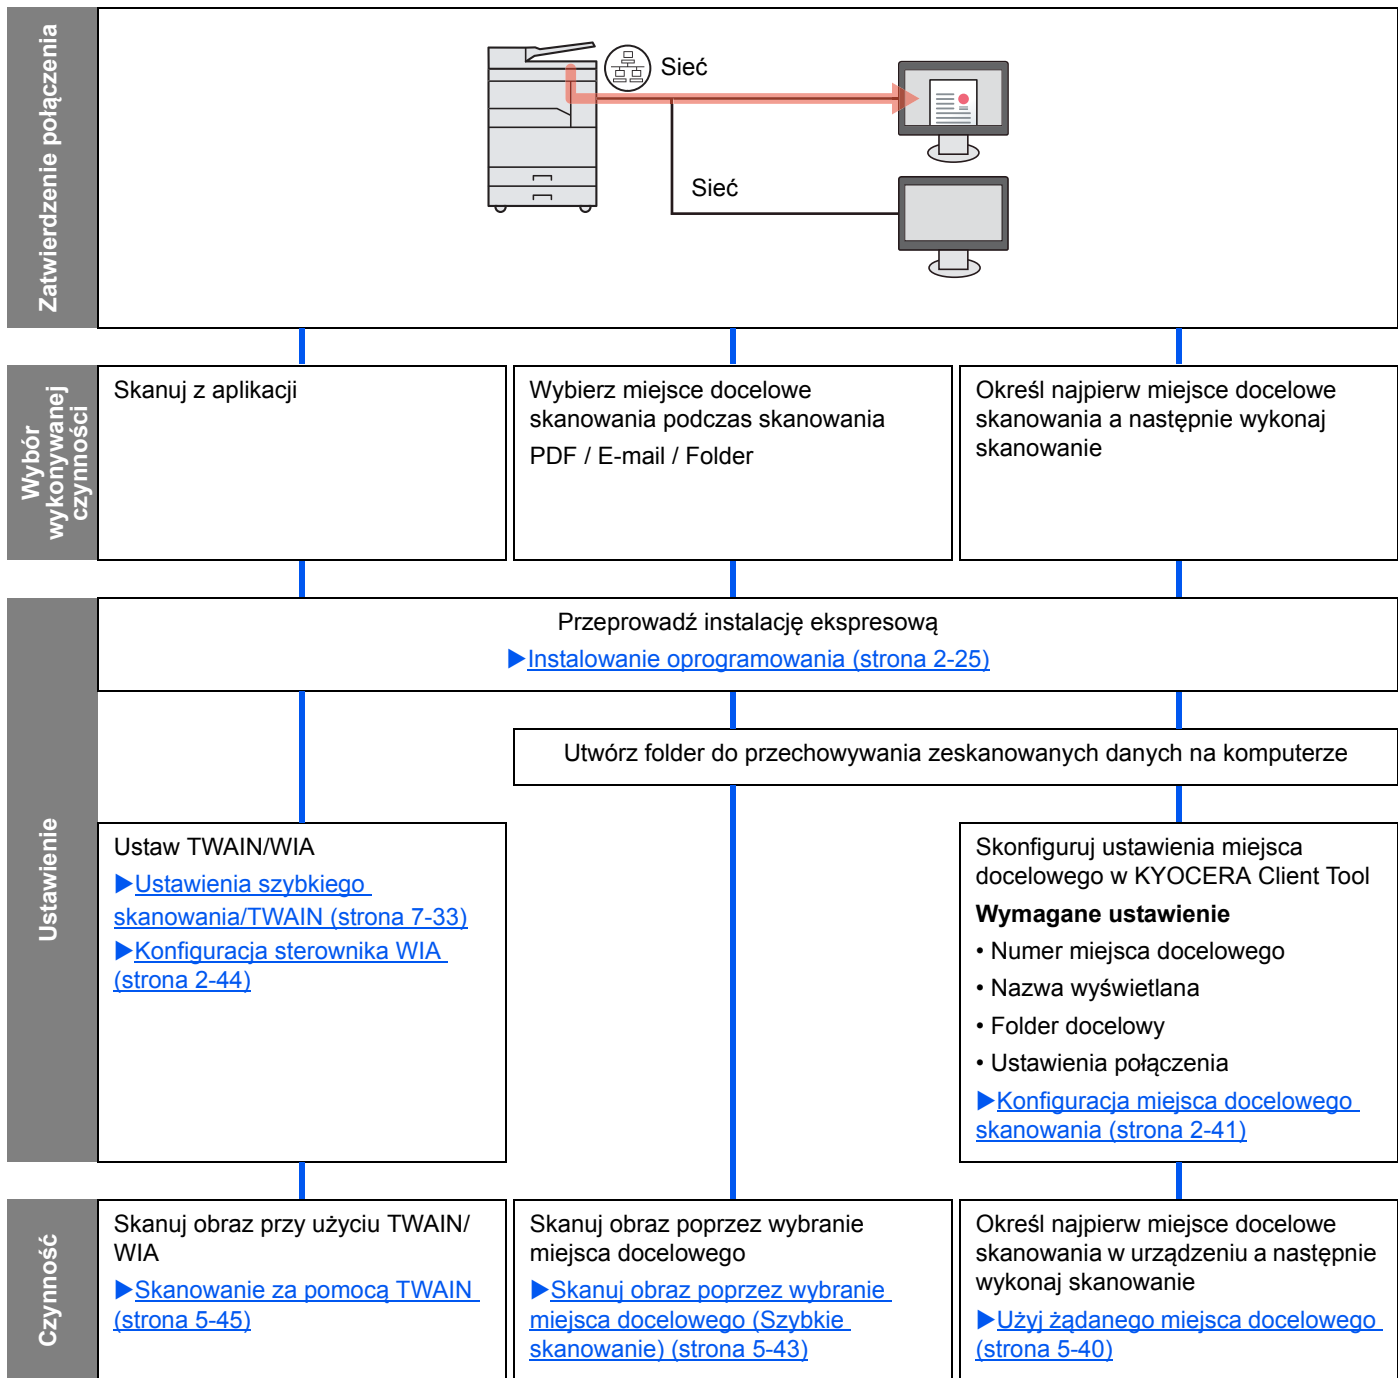 Zatwierdzenie połączenia
Sieć
Sieć
Wybór
wykonywanej
czynności
Skanuj z aplikacji
Wybierz miejsce docelowe
skanowania podczas skanowania
PDF / E-mail / Folder
Określ najpierw miejsce docelowe
skanowania a następnie wykonaj
skanowanie
Ustawienie
Przeprowadź instalację ekspresową
▶Instalowanie oprogramowania (strona 2-25)
Utwórz folder do przechowywania zeskanowanych danych na komputerze
Ustaw TWAIN/WIA
▶Ustawienia szybkiego
skanowania/TWAIN (strona 7-33)
▶Konfiguracja sterownika WIA
(strona 2-44)
Skonfiguruj ustawienia miejsca
docelowego w KYOCERA Client Tool
Wymagane ustawienie
• Numer miejsca docelowego
• Nazwa wyświetlana
• Folder docelowy
• Ustawienia połączenia
▶Konfiguracja miejsca docelowego
skanowania (strona 2-41)
Czynność
Skanuj obraz przy użyciu TWAIN/
WIA
▶Skanowanie za pomocą TWAIN
(strona 5-45)
Skanuj obraz poprzez wybranie
miejsca docelowego
▶Skanuj obraz poprzez wybranie
miejsca docelowego (Szybkie
skanowanie) (strona 5-43)
Określ najpierw miejsce docelowe
skanowania w urządzeniu a następnie
wykonaj skanowanie
▶Użyj żądanego miejsca docelowego
(strona 5-40)